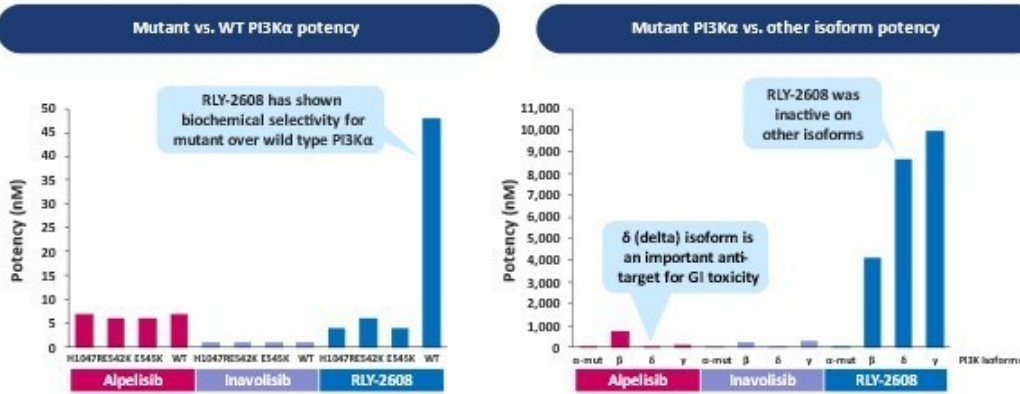 Mutant vs. WT PI3Kα potency
RLY-2608 has shown
biochemical selectivity for
mutant over wild type PI3Kα
Potency (nM)
50
45
40
35
30
25
20
15
10
5
0
H1047R E542K E545K WT H1047R E542K E545K WT H1047R E542K E545K WT
Alpelisib Inavolisib RLY-2608
Mutant PI3Kα vs. other isoform potency
RLY-2608 was
inactive on
other isoforms
δ (delta) isoform is
an important anti-
target for GI toxicity
Potency (nM)
11,000
10,000
9,000
8,000
7,000
6,000
5,000
4,000
3,000
2,000
1,000
0
α-mut β δ γ α-mut β δ γ α-mut β δ γ PI3K Isoforms
Alpelisib Inavolisib RLY-2608